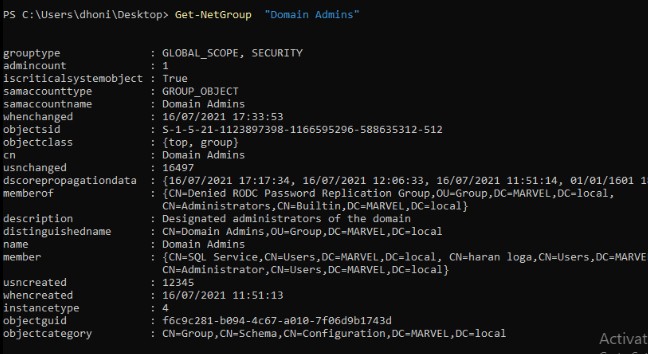 PS C:\Users\dhoni\Desktop> Get-NetGroup "Domain Admins"
grouptype : GLOBAL_SCOPE, SECURITY
admincount : 1
iscriticalsystemobject : True
samaccounttype : GROUP_OBJECT
samaccountname : Domain Admins
whenchanged : 16/07/2021 17:33:53
objectsid : S-1-5-21-1123897398-1166595296-588635312-512
objectclass : {top, group}
cn : Domain Admins
usnchanged : 16497
dscorepropagationdata : {16/07/2021 17:17:34, 16/07/2021 12:06:33, 16/07/2021 11:51:14, 01/01/1601 18
memberof : {CN=Denied RODC Password Replication Group,OU=Group,DC=MARVEL,DC=local,
CN=Administrators,CN=Builtin,DC=MARVEL,DC=local}
description : Designated administrators of the domain
distinguishedname : CN=Domain Admins,OU=Group,DC=MARVEL,DC=local
name : Domain Admins
member : {CN=SQL Service,CN=Users,DC=MARVEL,DC=local, CN=haran loga,CN=Users,DC=MARVE
CN=Administrator,CN=Users,DC=MARVEL,DC=local}
usncreated : 12345
whencreated : 16/07/2021 11:51:13
instancetype : 4
objectguid : f6c9c281-b094-4c67-a010-7f06d9b1743d
objectcategory : CN=Group,CN=Schema,CN=Configuration,DC=MARVEL,DC=local
Activat